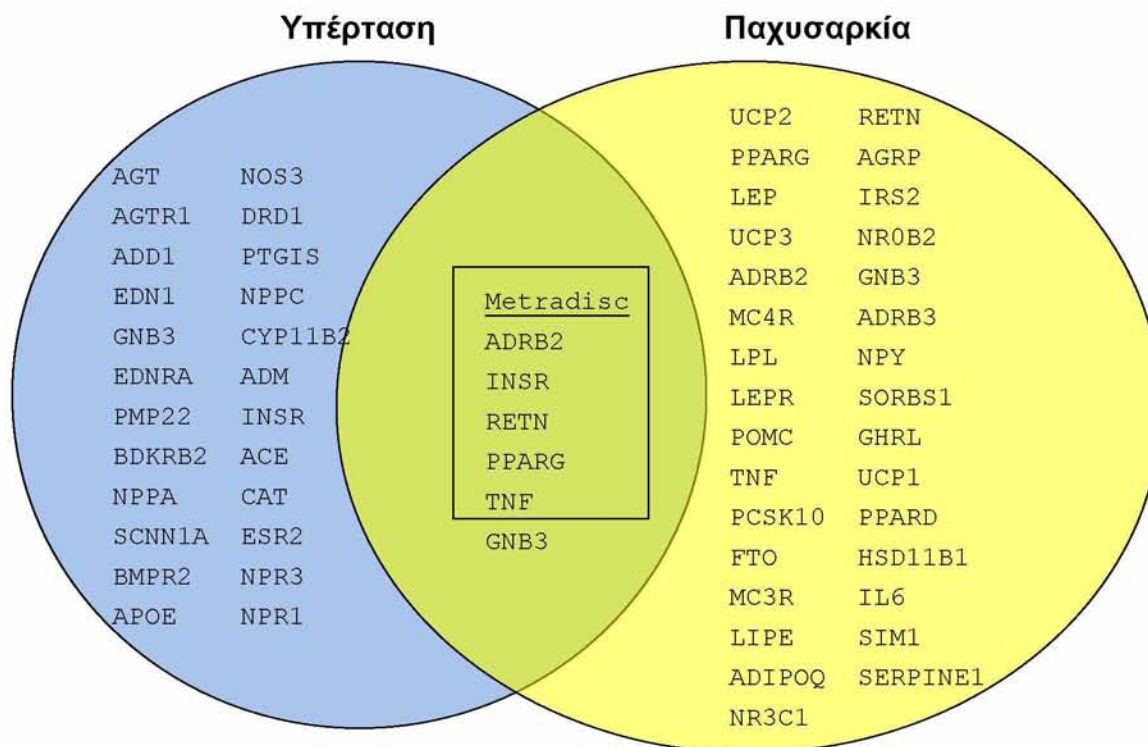 Υπέρταση
Παχυσαρκία
AGT NOS3
AGTR1 DRD1
ADD1 PTGIS
EDN1 NPPC
GNB3 CYP11B2
EDNRA ADM
PMP22 INSR
BDKRB2 ACE
NPPA CAT
SCNN1A ESR2
BMPR2 NPR3
APOE NPR1
Metradisc
ADRB2
INSR
RETN
PPARG
TNF
GNB3
UCP2 RETN
PPARG AGRP
LEP IRS2
UCP3 NR0B2
ADRB2 GNB3
MC4R ADRB3
LPL NPY
LEPR SORBS1
POMC GHRL
TNF UCP1
PCSK10 PPARD
FTO HSD11B1
MC3R IL6
LIPE SIM1
ADIPOQ SERPINE1
NR3C1